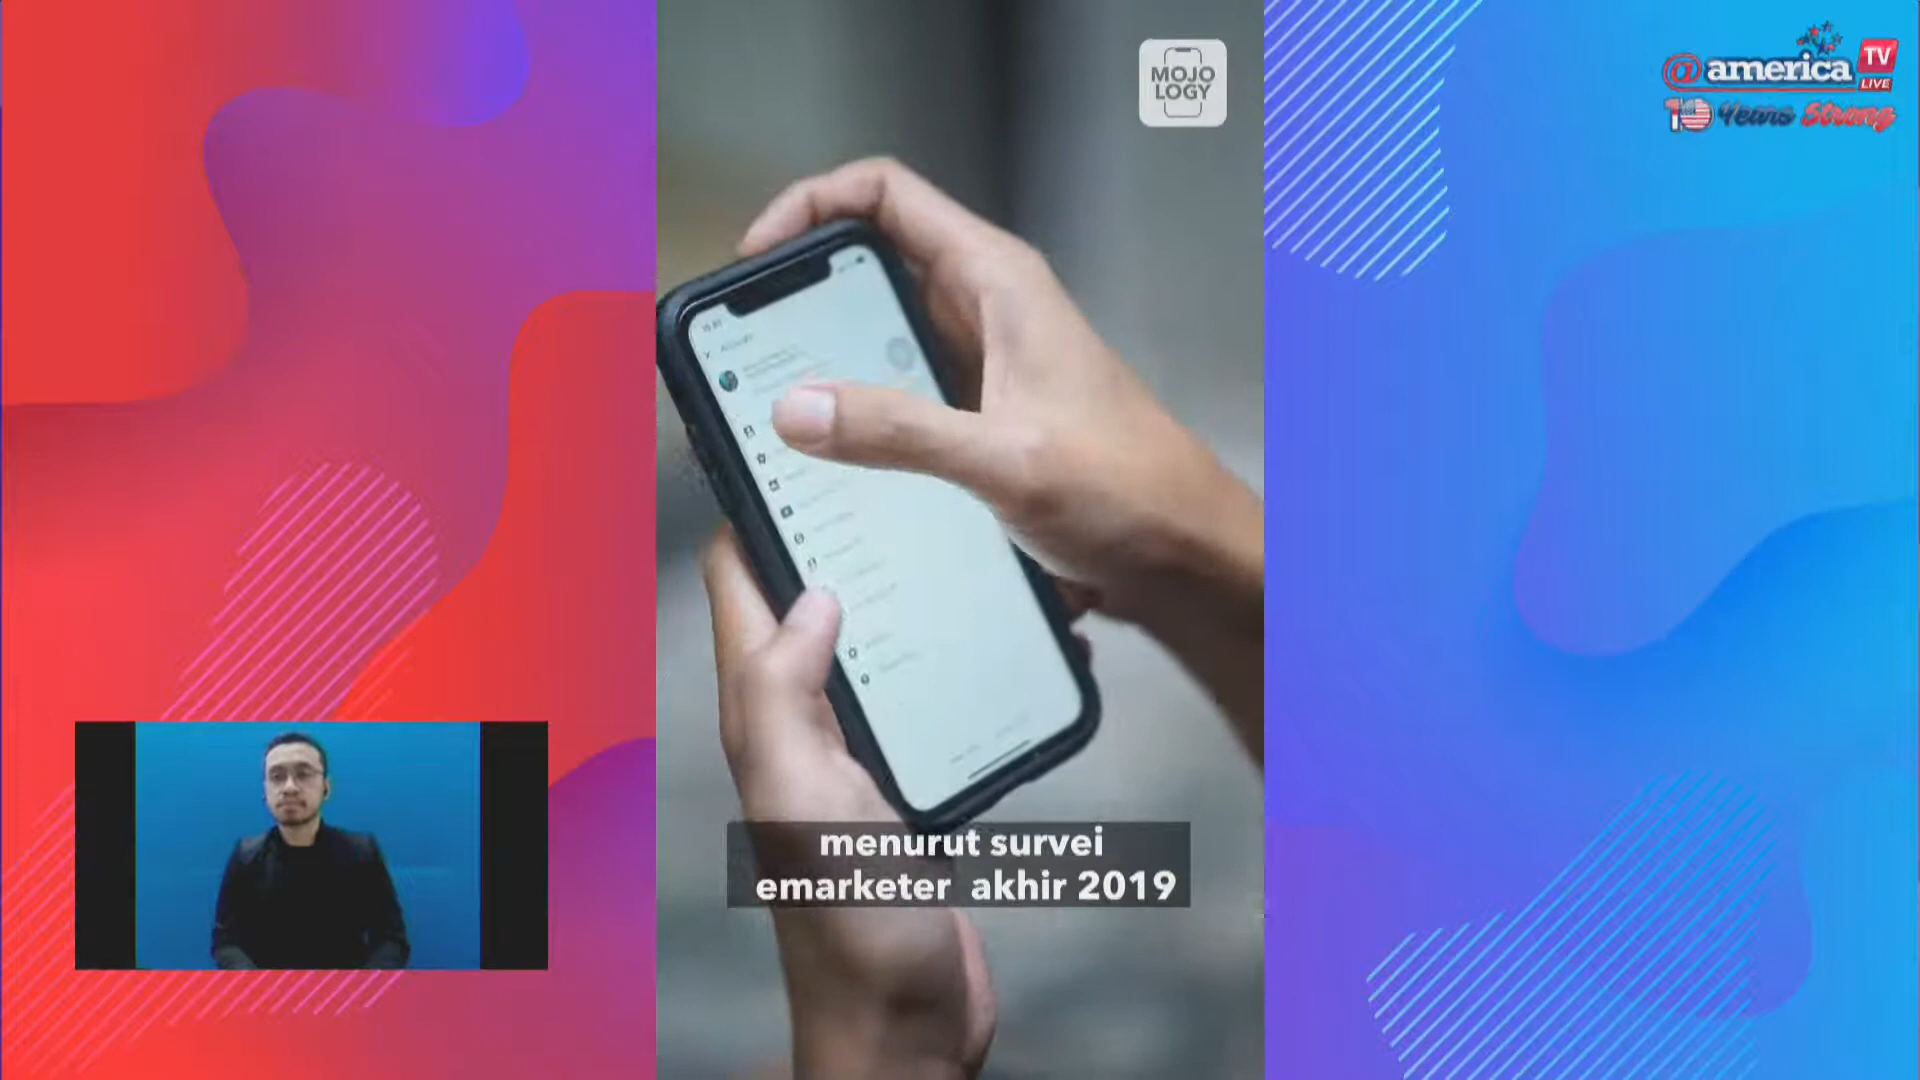 MOJO
LOGY
@america TV
LIVE
10 Years Strong
menurut survei
emarketer akhir 2019